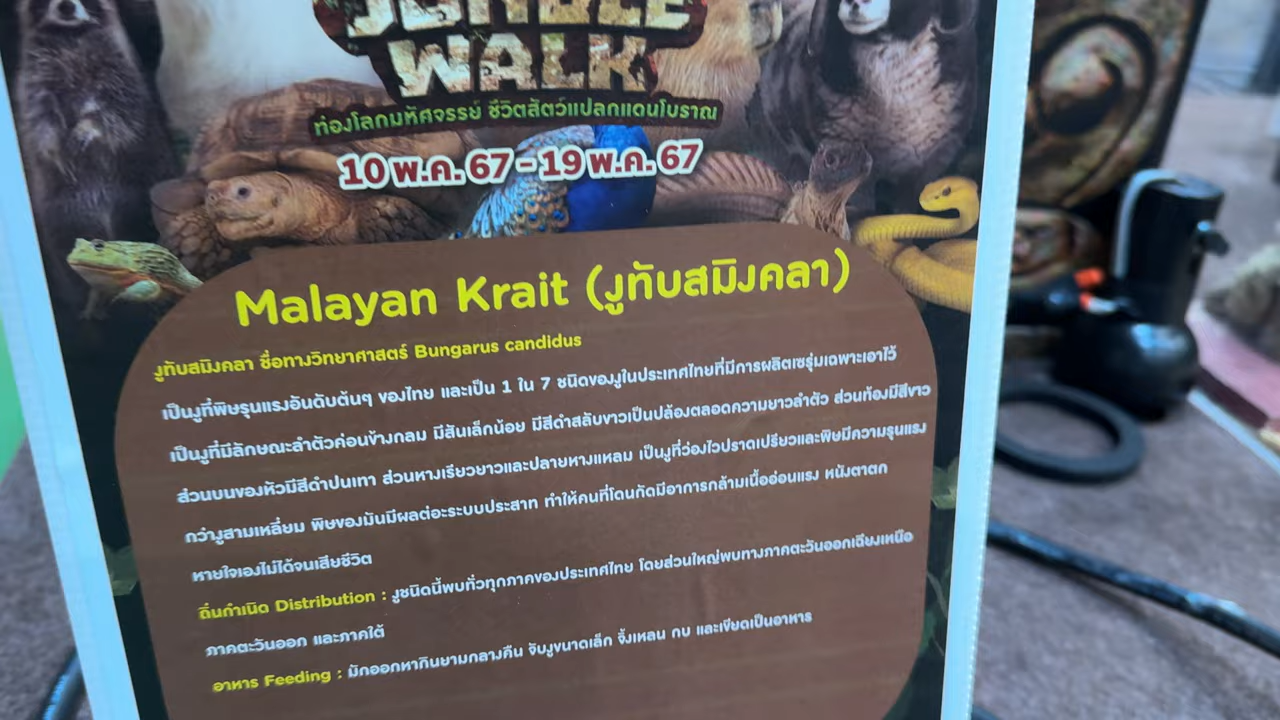 JUNGLE
WALK
ท่องโลกมหัศจรรย์ ชีวิตสัตว์แปลกแดนโบราณ
10 พ.ค. 67 - 19 พ.ค. 67
Malayan Krait (งูทับสมิงคลา)
งูทับสมิงคลา ชื่อทางวิทยาศาสตร์ Bungarus candidus
เป็นงูที่พิษรุนแรงอันดับต้นๆ ของไทย และเป็น 1 ใน 7 ชนิดของงูในประเทศไทยที่มีการผลิตเซรุ่มเฉพาะเอาไว้
เป็นงูที่มีลักษณะลำตัวค่อนข้างกลม มีสันเล็กน้อย มีสีดำสลับขาวเป็นปล้องตลอดความยาวลำตัว ส่วนท้องมีสีขาว
ส่วนบนของหัวมีสีดำปนเทา ส่วนหางเรียวยาวและปลายหางแหลม เป็นงูที่ว่องไวปราดเปรียวและพิษมีความรุนแรง
กว่างูสามเหลี่ยม พิษของมันมีผลต่อะระบบประสาท ทำให้คนที่โดนกัดมีอาการกล้ามเนื้ออ่อนแรง หนังตาตก
หายใจเองไม่ได้จนเสียชีวิต
ถิ่นกำเนิด Distribution : งูชนิดนี้พบทั่วทุกภาคของประเทศไทย โดยส่วนใหญ่พบทางภาคตะวันออกเฉียงเหนือ
ภาคตะวันออก และภาคใต้
อาหาร Feeding : มักออกหากินยามกลางคืน จับงูขนาดเล็ก จิ้งเหลน กบ และเขียดเป็นอาหาร